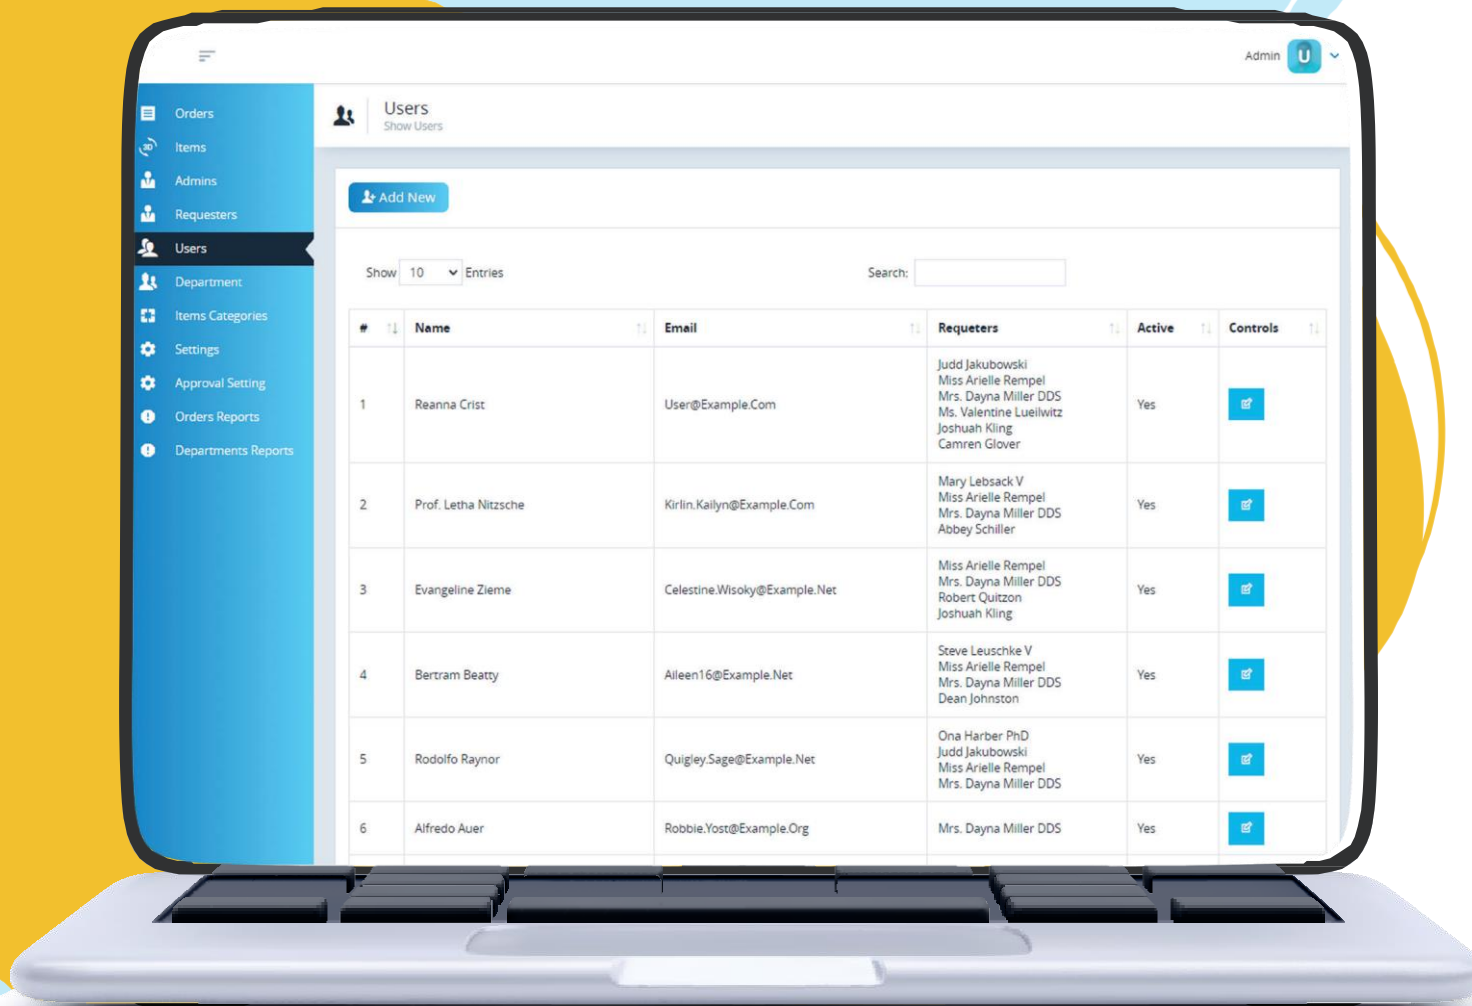 Admin U
Orders
Items
Admins
Requesters
Users
Department
Items Categories
Settings
Approval Setting
Orders Reports
Departments Reports
Users
Show Users
Add New
Show 10 Entries
Search:
# Name Email Requeters Active Controls
Judd Jakubowski
Miss Arielle Rempel
Mrs. Dayna Miller DDS
1 Reanna Crist User@Example.Com Ms. Valentine Lueilwitz Yes
Joshuah Kling
Camren Glover
Mary Lebsack V
Miss Arielle Rempel
2 Prof. Letha Nitzsche Kirlin.Kailyn@Example.Com Mrs. Dayna Miller DDS Yes
Abbey Schiller
Miss Arielle Rempel
Mrs. Dayna Miller DDS
3 Evangeline Zieme Celestine.Wisoky@Example.Net Robert Quitzon Yes
Joshuah Kling
Steve Leuschke V
Miss Arielle Rempel
4 Bertram Beatty Aileen16@Example.Net Mrs. Dayna Miller DDS Yes
Dean Johnston
Ona Harber PhD
Judd Jakubowski
5 Rodolfo Raynor Quigley.Sage@Example.Net Miss Arielle Rempel Yes
Mrs. Dayna Miller DDS
6 Alfredo Auer Robbie.Yost@Example.Org Mrs. Dayna Miller DDS Yes